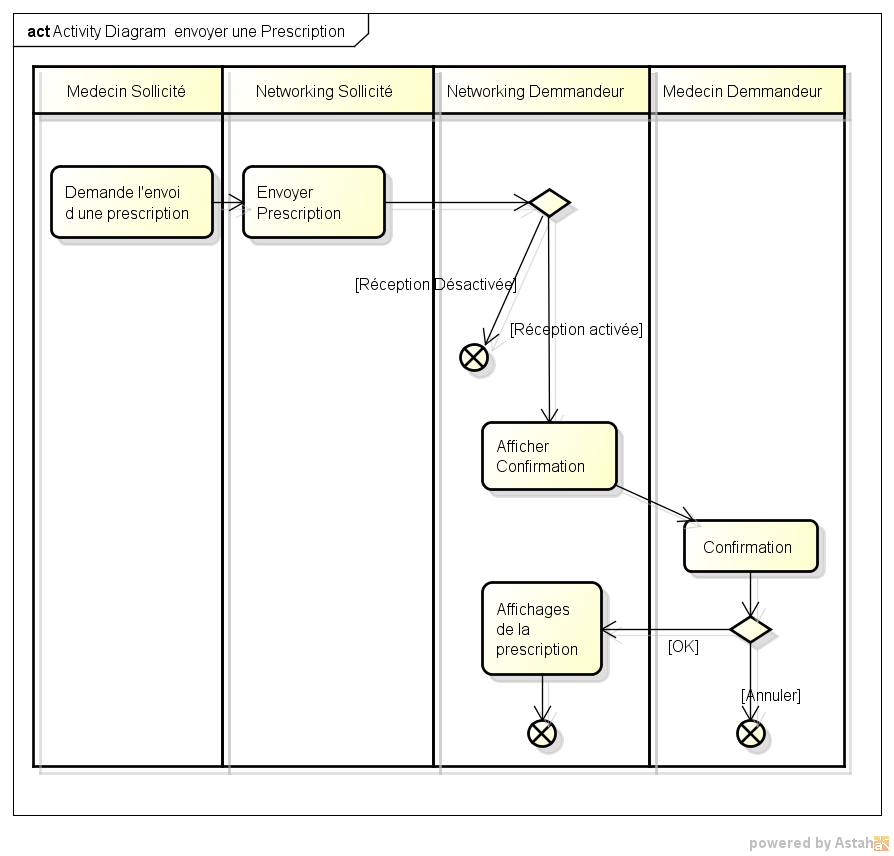 act Activity Diagram envoyer une Prescription
Medecin Sollicité
Networking Sollicité
Networking Demmandeur
Medecin Demmandeur
Demande l'envoi
d une prescription
Envoyer
Prescription
[Réception Désactivée]
[Réception activée]
Afficher
Confirmation
Confirmation
Affichages
de la
prescription
[OK]
[Annuler]
powered by Astah